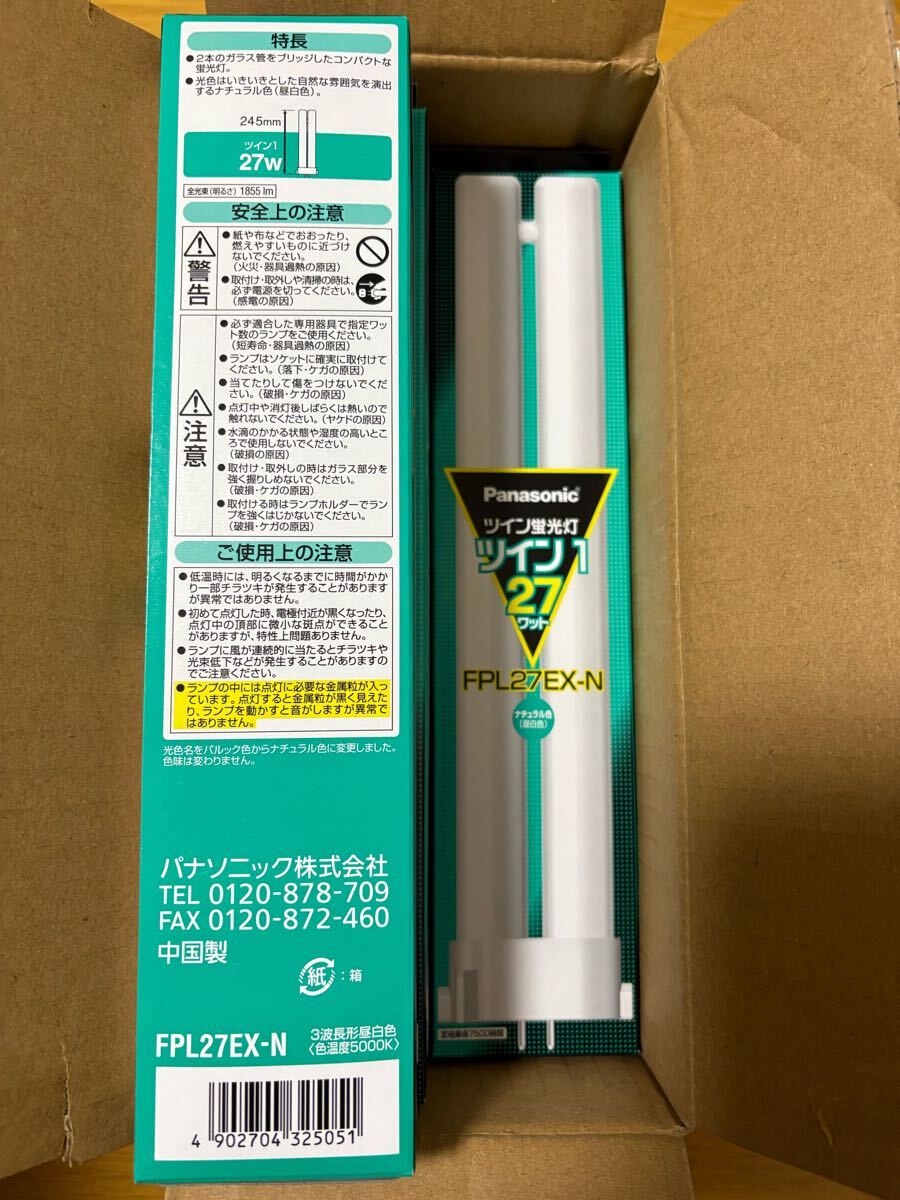 特長
●2本のガラス管をブリッジしたコンパクトな
蛍光灯。
●光色はいきいきとした自然な雰囲気を演出
するナチュラル色(昼白色)。
245mm
ツイン1
27W
全光束(明るさ) 1855 lm
安全上の注意
警告
●紙や布などでおおったり、
燃えやすいものに近づけ
ないでください。
(火災・器具過熱の原因)
●取付け・取外しや清掃の時は、
必ず電源を切ってください。
(感電の原因)
注意
●必ず適合した専用器具で指定ワッ
ト数のランプをご使用ください。
(短寿命・器具過熱の原因)
●ランプはソケットに確実に取付けて
ください。(落下・ケガの原因)
●当てたりして傷をつけないでくだ
さい。(破損・ケガの原因)
●点灯中や消灯後しばらくは熱いので
触れないでください。(ヤケドの原因)
●水滴のかかる状態や湿度の高いとこ
ろで使用しないでください。
(破損の原因)
●取付け・取外しの時はガラス部分を
強く握りしめないでください。
(破損・ケガの原因)
●取付ける時はランプホルダーでラン
プを強くはじかないでください。
(破損・ケガの原因)
ご使用上の注意
●低温時には、明るくなるまでに時間がかか
り一部チラツキが発生することがあります
が異常ではありません。
●初めて点灯した時、電極付近が黒くなったり、
点灯中の頂部に微小な斑点ができること
がありますが、特性上問題ありません。
●ランプに風が連続的に当たるとチラツキや
光束低下などが発生することがありますの
でご注意ください。
●ランプの中には点灯に必要な金属粒が入っ
ています。点灯すると金属粒が黒く見えた
り、ランプを動かすと音がしますが異常で
はありません。
光色名をパルック色からナチュラル色に変更しました。
色味は変わりません。
パナソニック株式会社
TEL 0120-878-709
FAX 0120-872-460
中国製
紙:箱
FPL27EX-N
3波長形昼白色
〈色温度5000K〉
4 902704 325051
Panasonic
ツイン蛍光灯
ツイン1
27
ワット
FPL27EX-N
ナチュラル色
(昼白色)
定格寿命7500時間